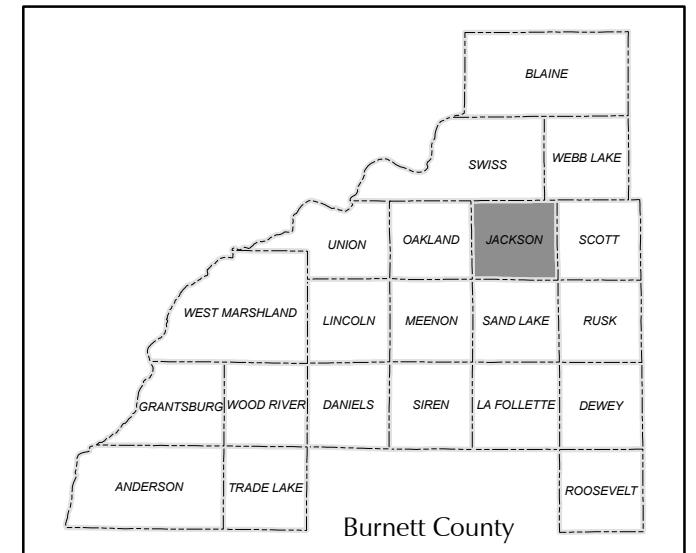 BLAINE
SWISS
WEBB LAKE
UNION
OAKLAND
JACKSON
SCOTT
WEST MARSHLAND
LINCOLN
MEENON
SAND LAKE
RUSK
GRANTSBURG
WOOD RIVER
DANIELS
SIREN
LA FOLLETTE
DEWEY
ANDERSON
TRADE LAKE
ROOSEVELT
Burnett County